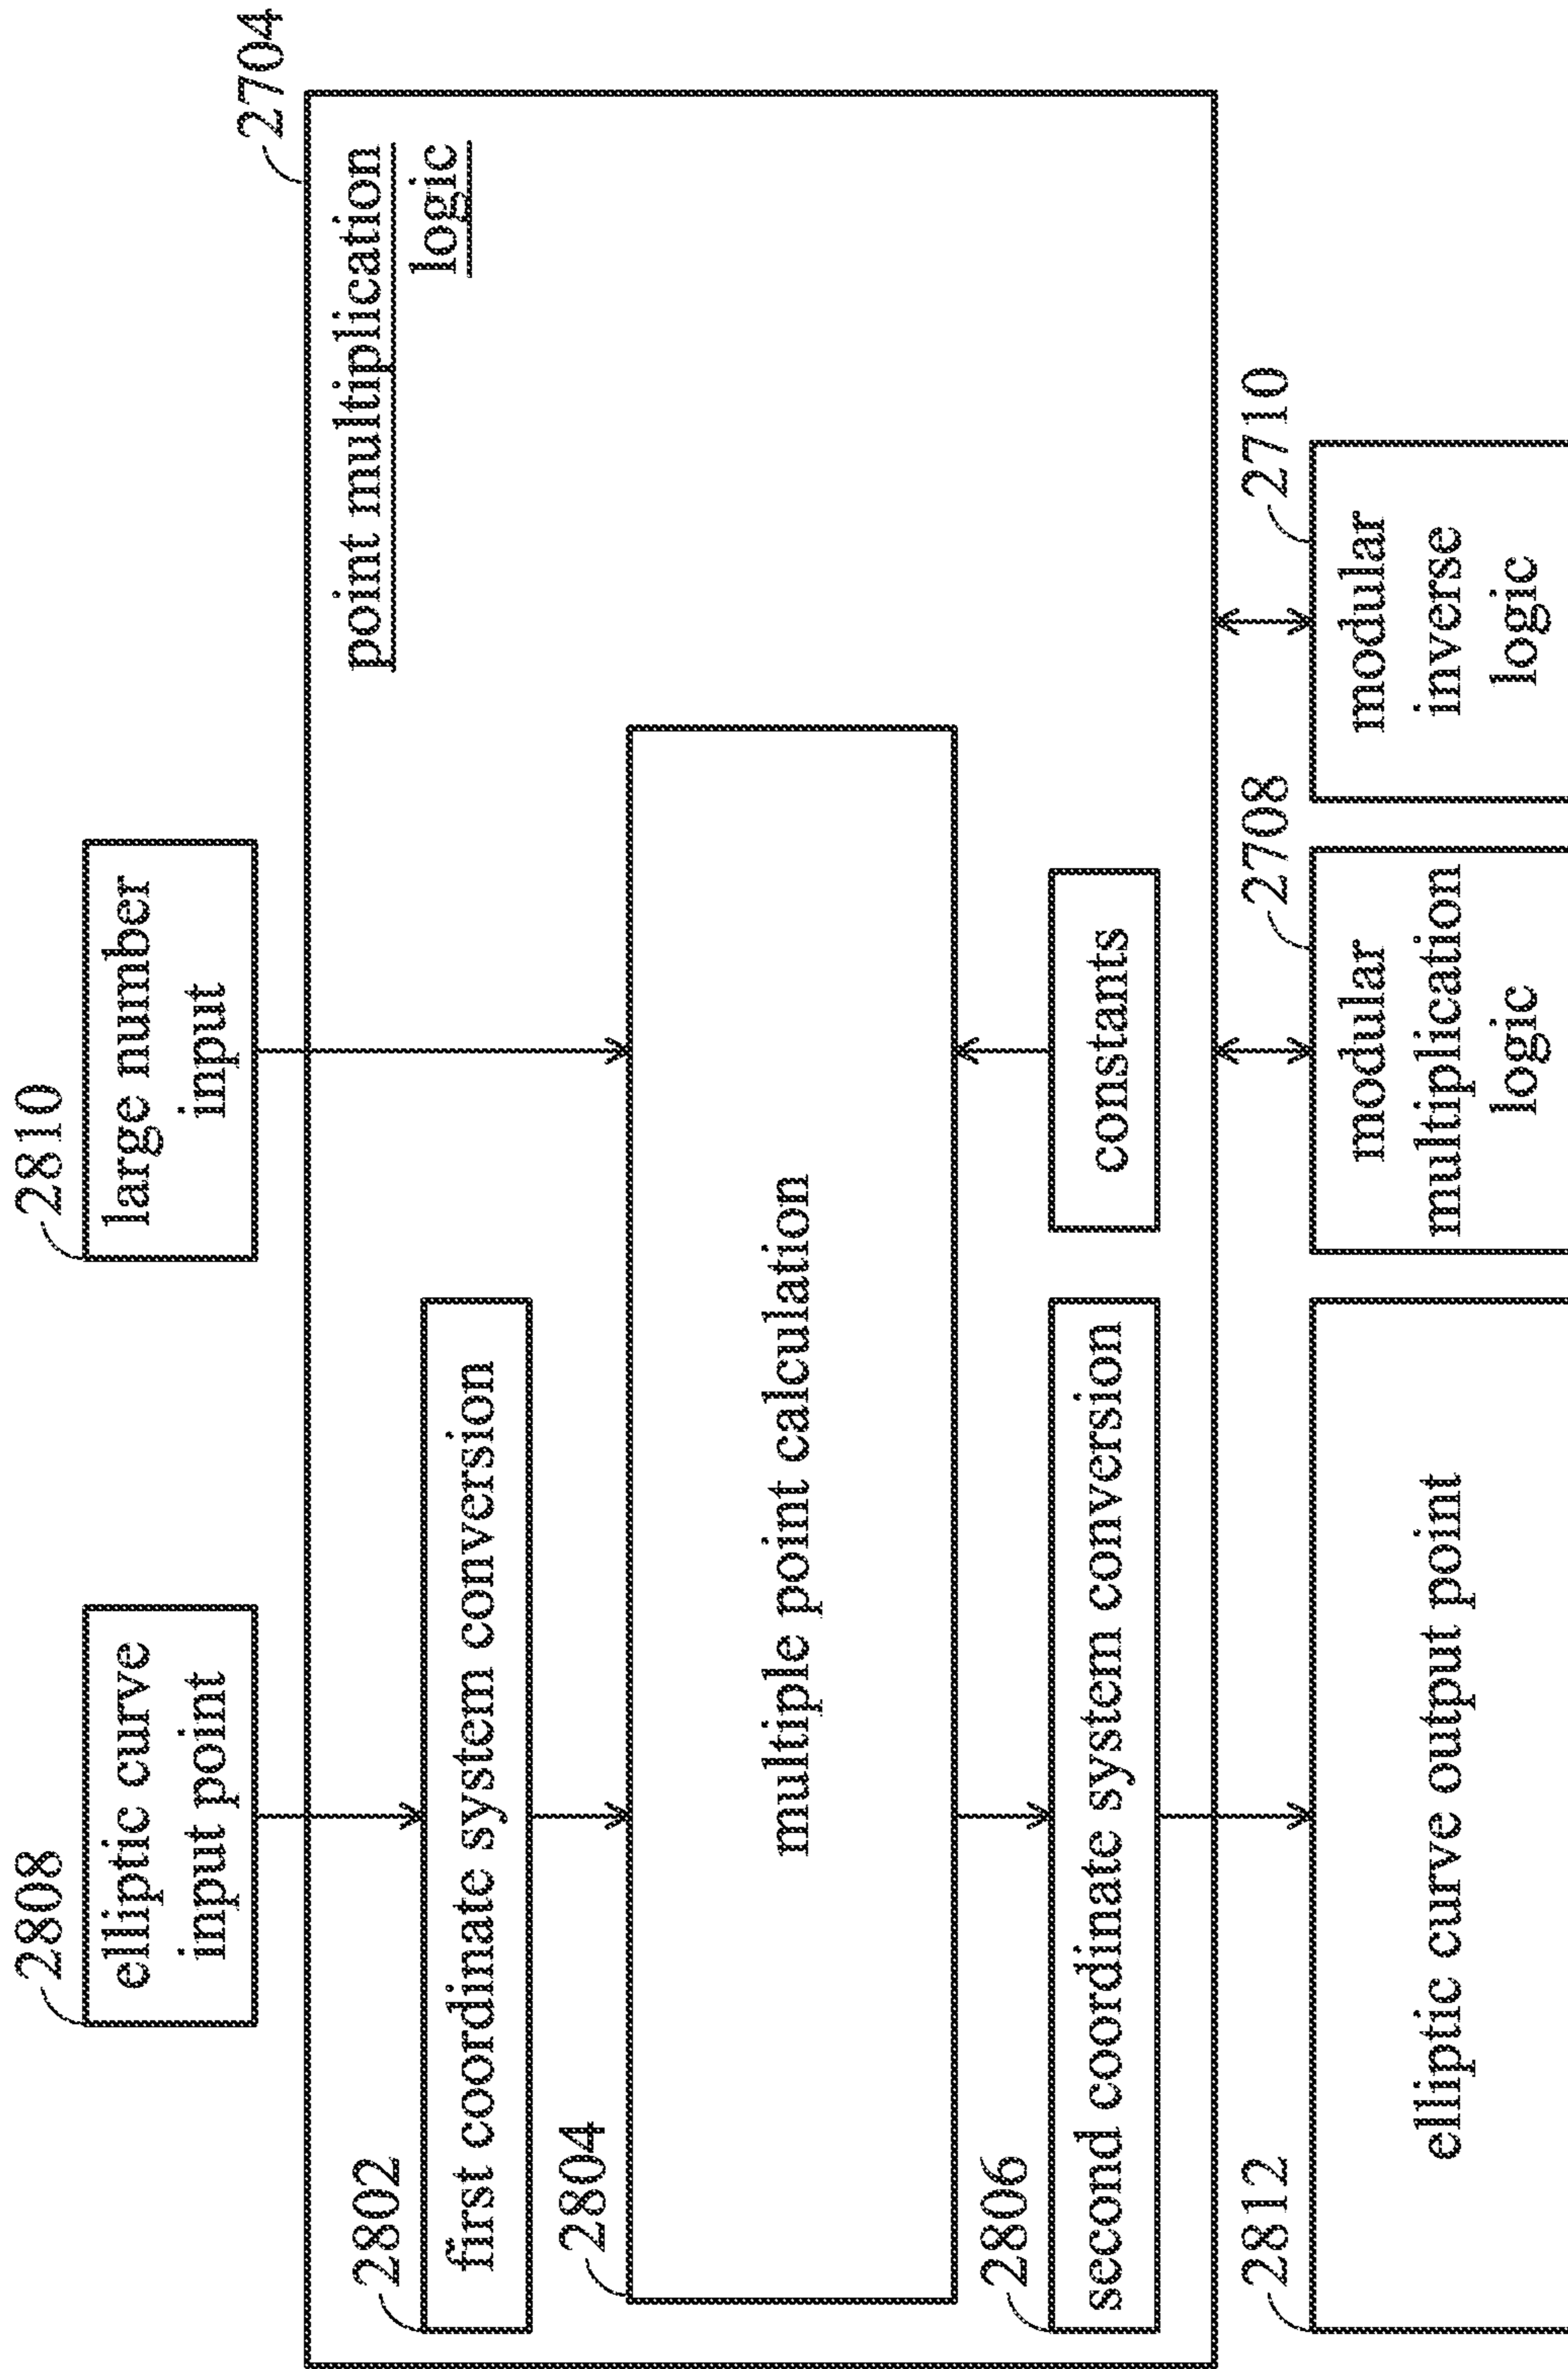 2808
elliptic curve
input point
2810
large number
input
2704
point multiplication
logic
2802
first coordinate system conversion
2804
multiple point calculation
2806
second coordinate system conversion
constants
2812
elliptic curve output point
2708
modular
multiplication
logic
2710
modular
inverse
logic